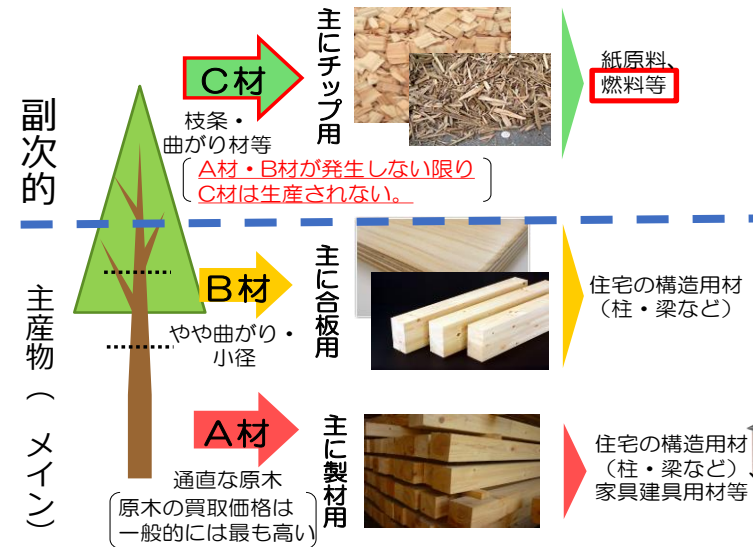 副次的
C材
枝条・
曲がり材等
A材・B材が発生しない限り
C材は生産されない。
主にチップ用
紙原料、
燃料等
主産物（メイン）
B材
やや曲がり・
小径
主に合板用
住宅の構造用材
（柱・梁など）
A材
通直な原木
原木の買取価格は
一般的には最も高い
主に製材用
住宅の構造用材
（柱・梁など）、
家具建具用材等